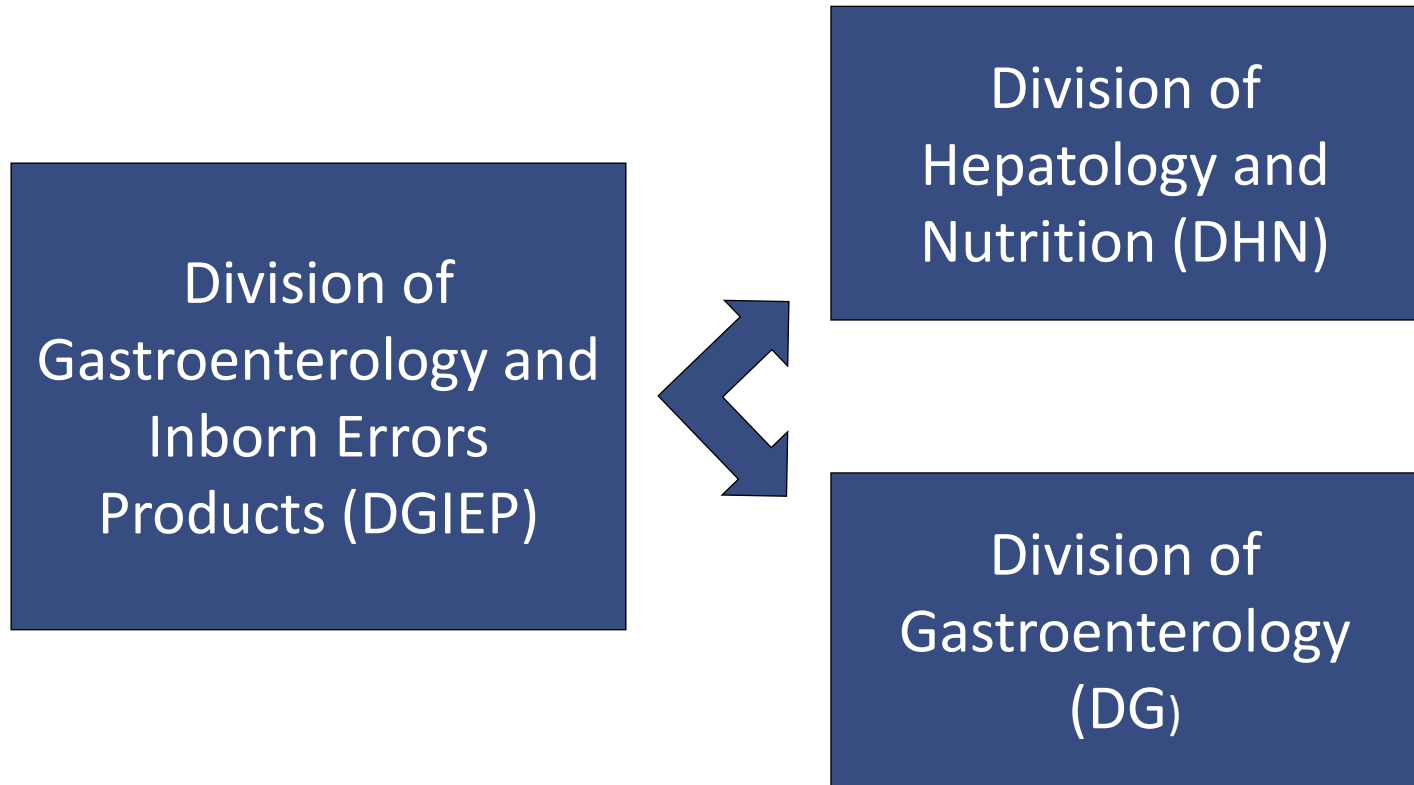 Division of
Gastroenterology and
Inborn Errors
Products (DGIEP)
Division of
Hepatology and
Nutrition (DHN)
Division of
Gastroenterology
(DG)